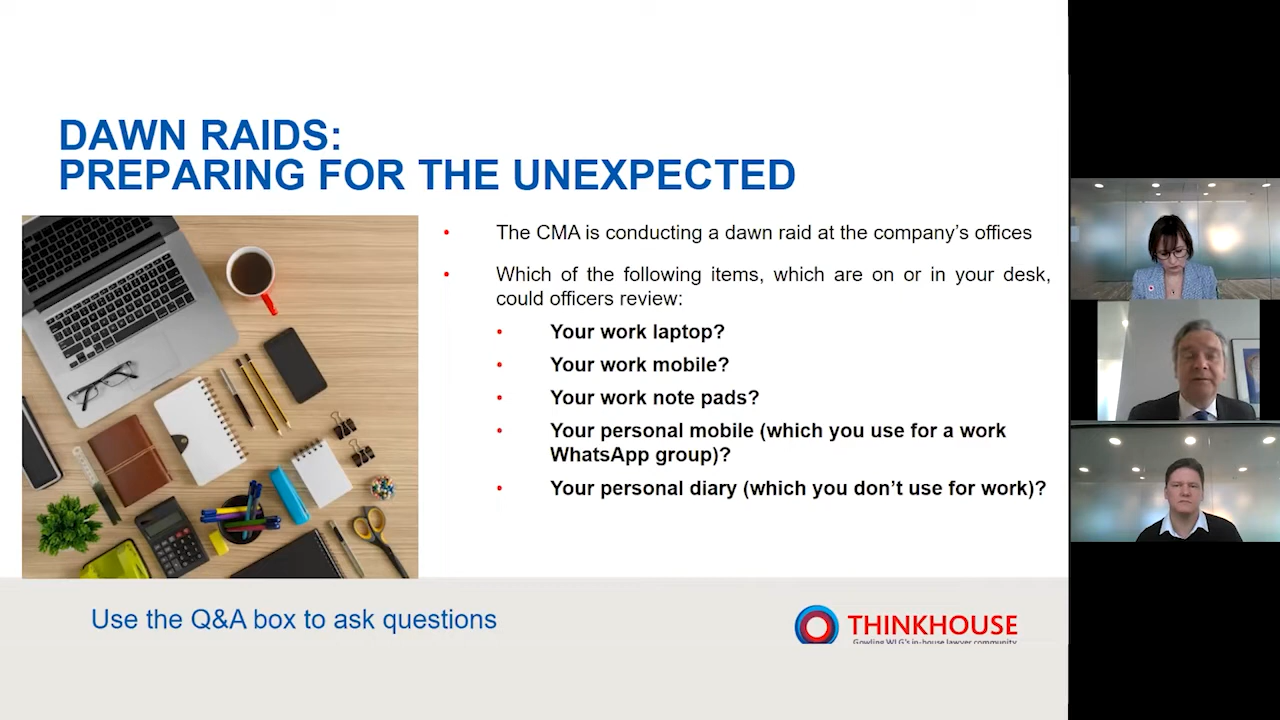 DAWN RAIDS:
PREPARING FOR THE UNEXPECTED
• The CMA is conducting a dawn raid at the company’s offices
• Which of the following items, which are on or in your desk,
could officers review:
• Your work laptop?
• Your work mobile?
• Your work note pads?
• Your personal mobile (which you use for a work
WhatsApp group)?
• Your personal diary (which you don’t use for work)?
Use the Q&A box to ask questions
THINKHOUSE
Gowling WLG's in-house lawyer community